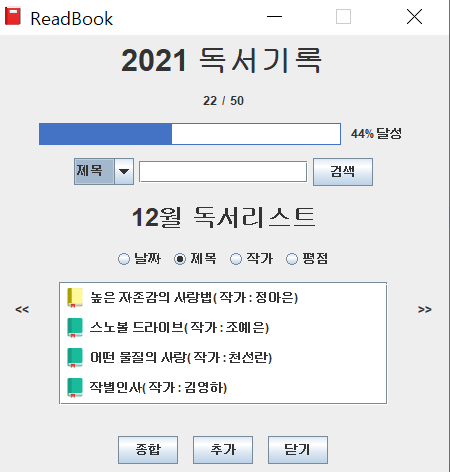 ReadBook
2021 독서기록
22 / 50
44% 달성
제목 검색
12월 독서리스트
날짜 제목 작가 평점
높은 자존감의 사랑법( 작가 : 정아은)
스노볼 드라이브( 작가 : 조예은)
<< >>
어떤 물질의 사랑( 작가 : 천선란)
작별인사( 작가 : 김영하)
종합 추가 닫기